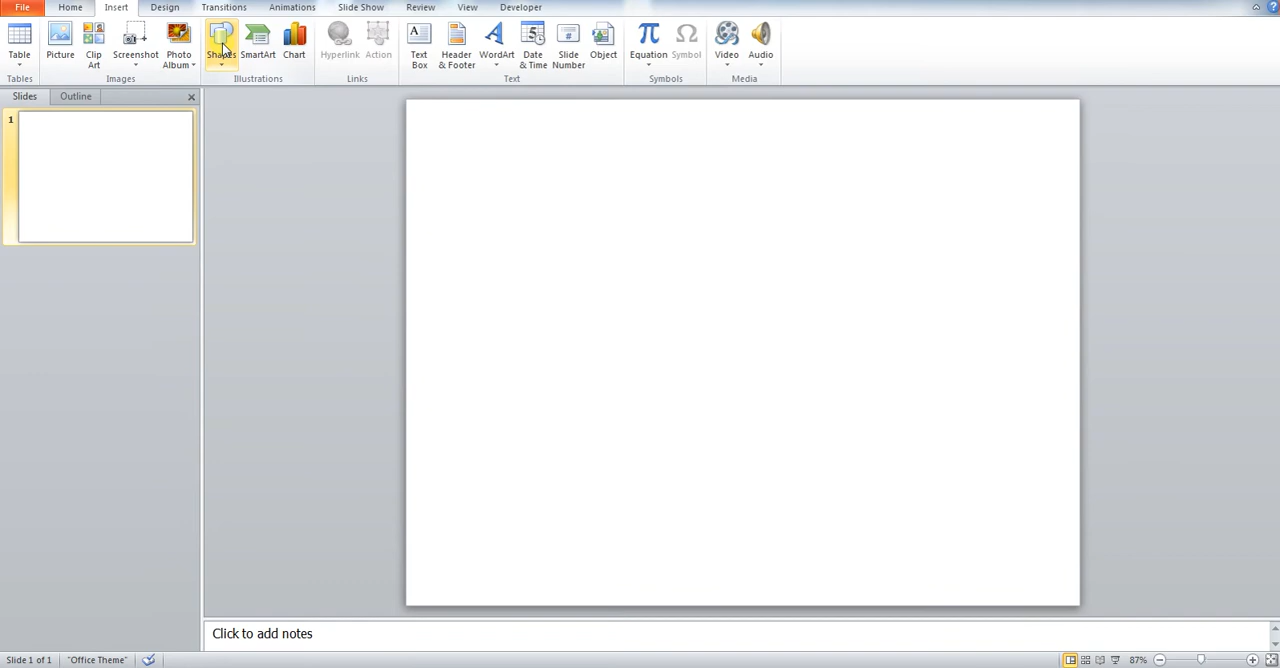 File Home Insert Design Transitions Animations Slide Show Review View Developer
Table Picture Clip Art Screenshot Photo Album Shapes SmartArt Chart Hyperlink Action Text Box Header & Footer WordArt Date & Time Slide Number Object Equation Symbol Video Audio
Tables Images Illustrations Links Text Symbols Media
Slides Outline
1
Click to add notes
Slide 1 of 1 "Office Theme" 87%